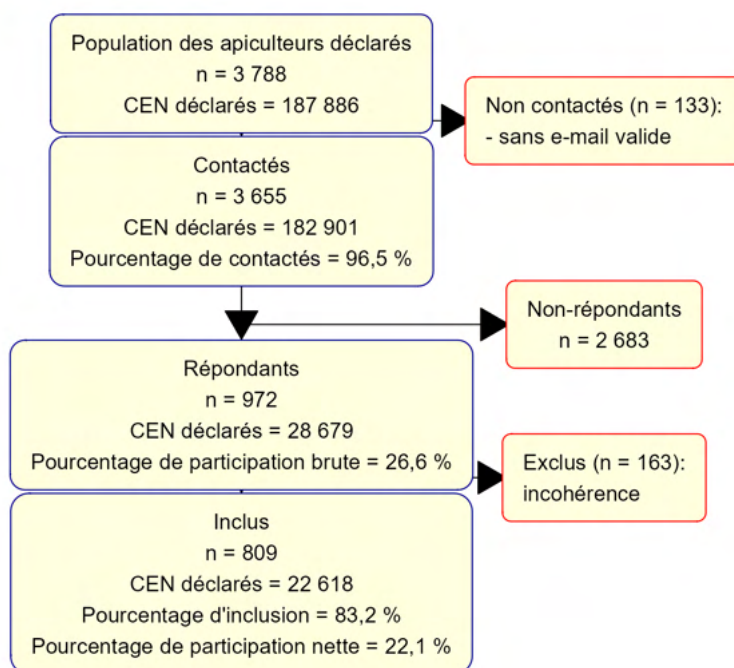 Population des apiculteurs déclarés
n = 3 788
CEN déclarés = 187 886
Non contactés (n = 133):
- sans e-mail valide
Contactés
n = 3 655
CEN déclarés = 182 901
Pourcentage de contactés = 96,5 %
Non-répondants
n = 2 683
Répondants
n = 972
CEN déclarés = 28 679
Pourcentage de participation brute = 26,6 %
Exclus (n = 163):
incohérence
Inclus
n = 809
CEN déclarés = 22 618
Pourcentage d'inclusion = 83,2 %
Pourcentage de participation nette = 22,1 %